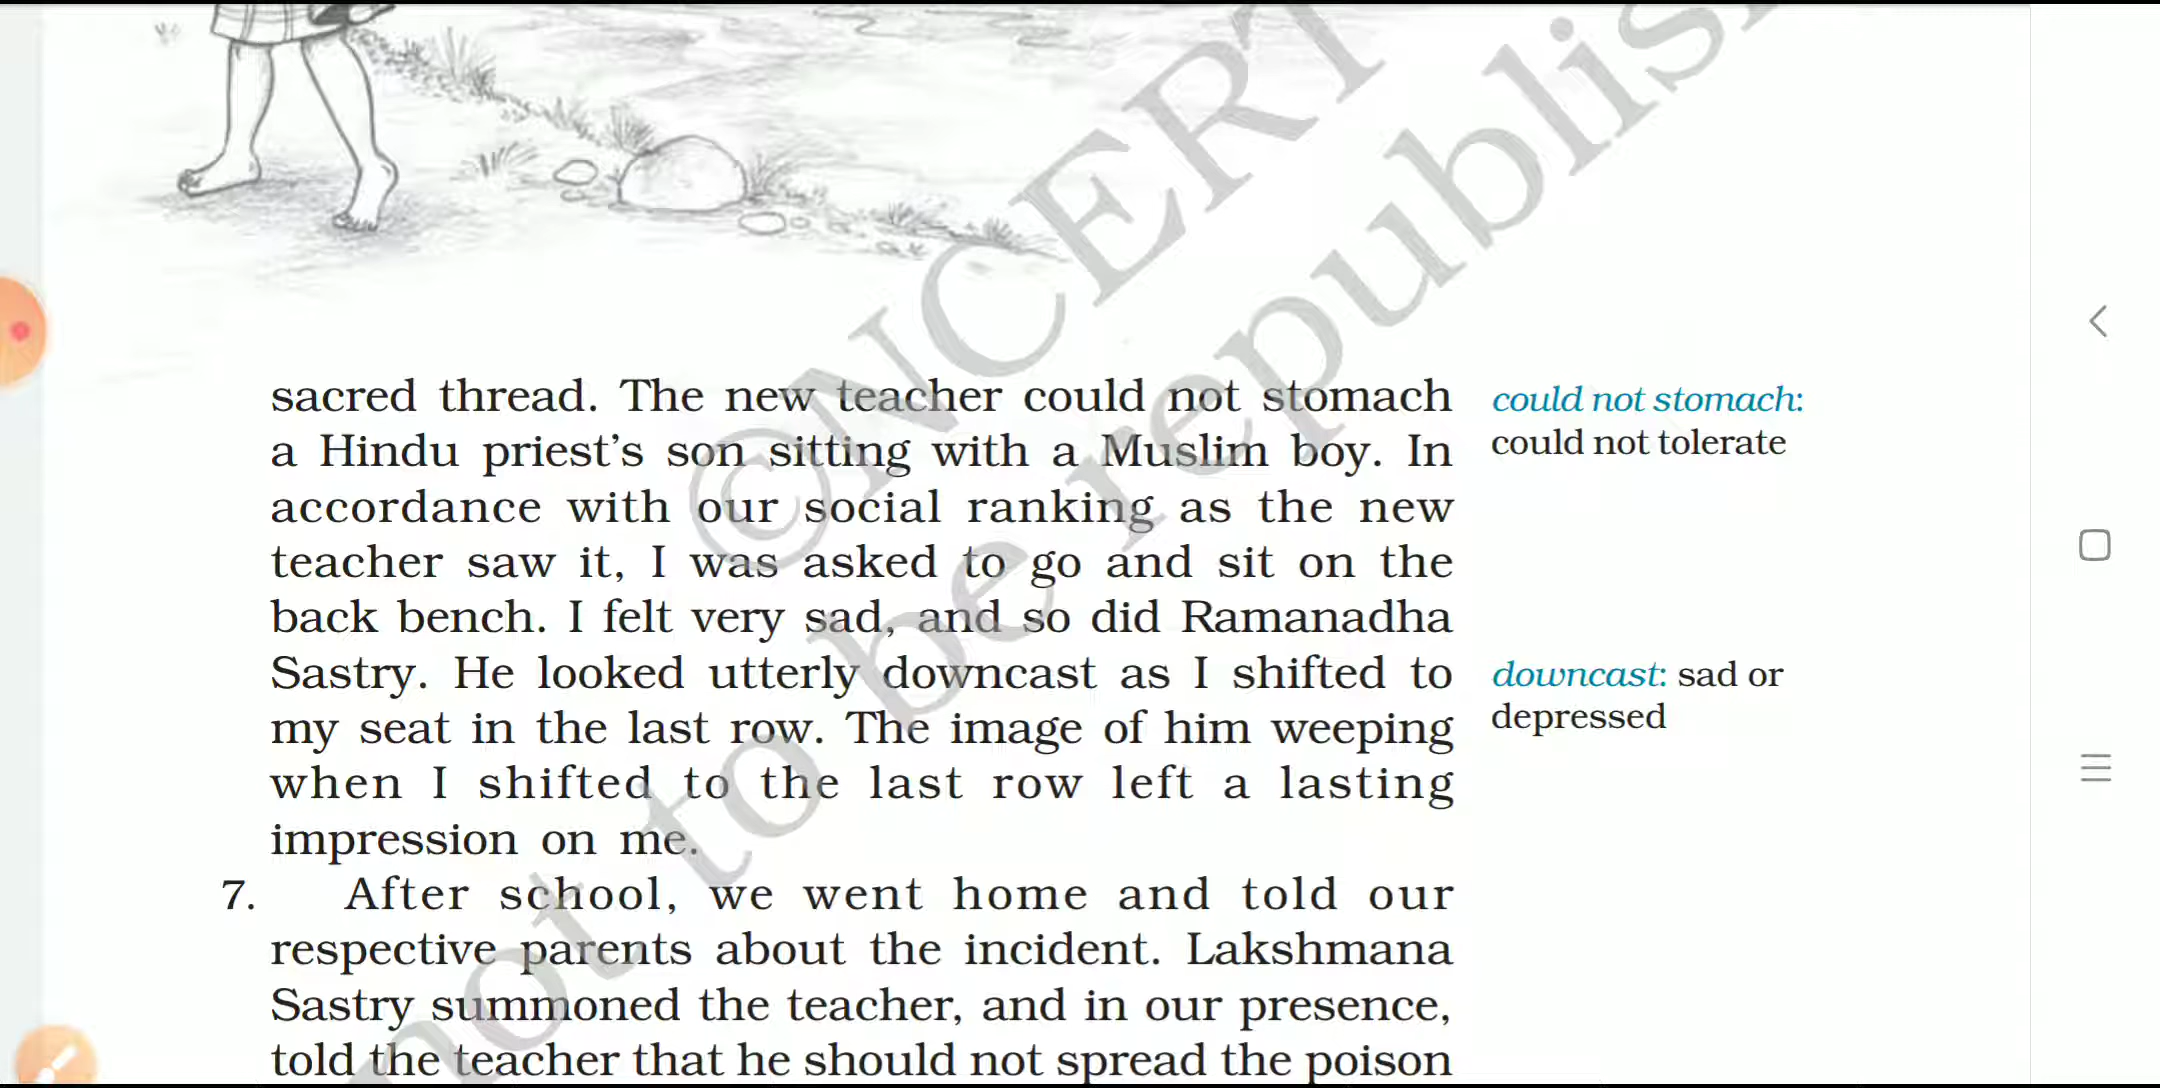 sacred thread. The new teacher could not stomach
a Hindu priest's son sitting with a Muslim boy. In
accordance with our social ranking as the new
teacher saw it, I was asked to go and sit on the
back bench. I felt very sad, and so did Ramanadha
Sastry. He looked utterly downcast as I shifted to
my seat in the last row. The image of him weeping
when I shifted to the last row left a lasting
impression on me.
7. After school, we went home and told our
respective parents about the incident. Lakshmana
Sastry summoned the teacher, and in our presence,
told the teacher that he should not spread the poison
could not stomach:
could not tolerate
downcast: sad or
depressed
©NCERT
not to be republis